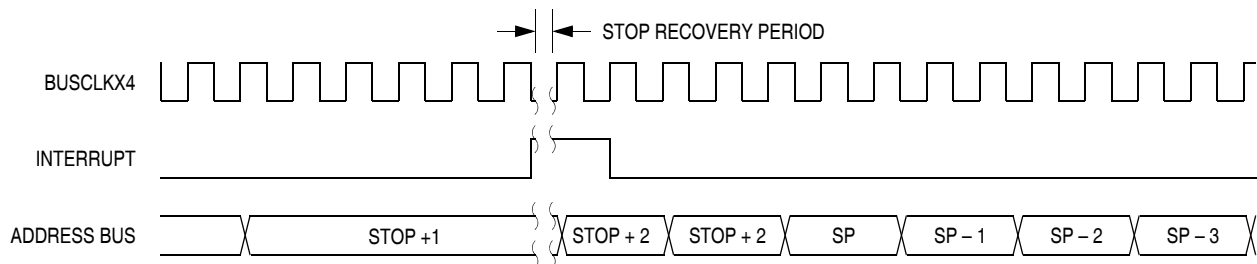 STOP RECOVERY PERIOD
BUSCLKX4
INTERRUPT
ADDRESS BUS STOP +1 STOP + 2 STOP + 2 SP SP – 1 SP – 2 SP – 3